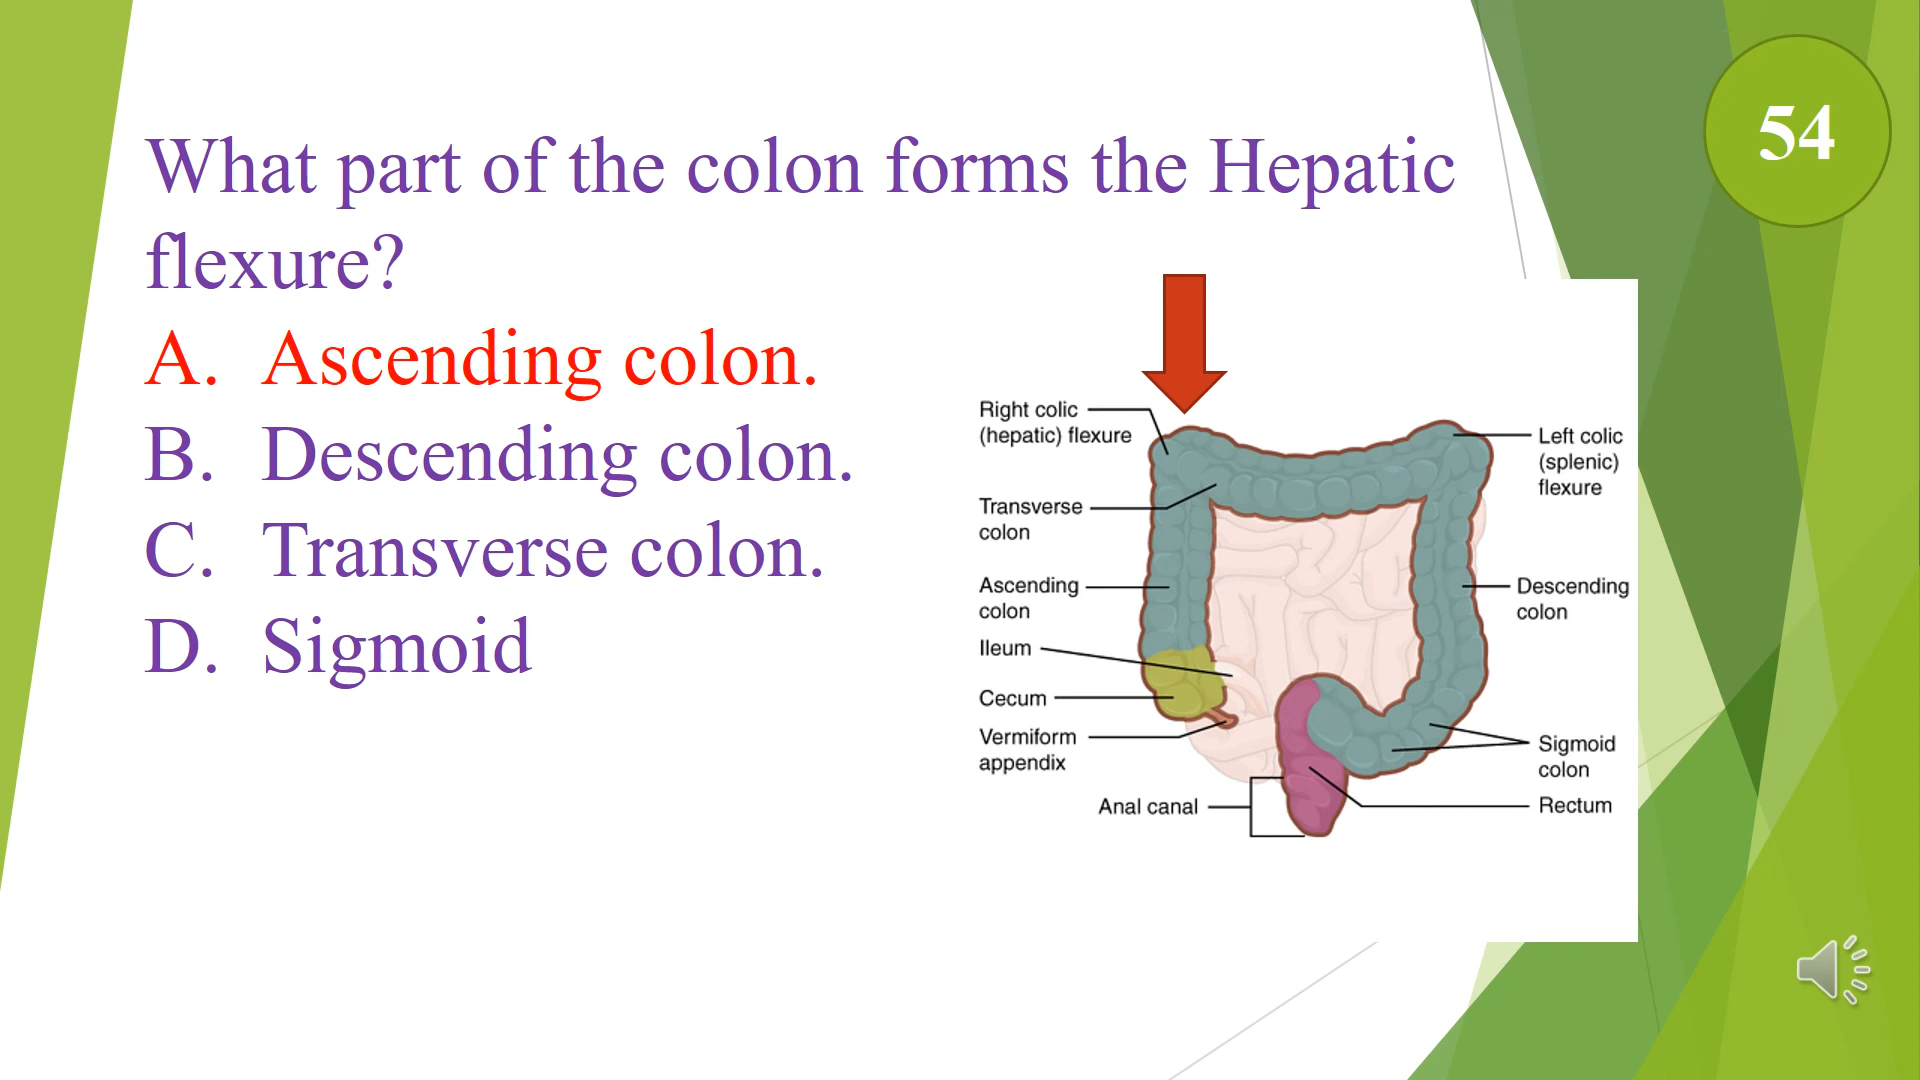 54
What part of the colon forms the Hepatic
flexure?
A. Ascending colon.
B. Descending colon.
C. Transverse colon.
D. Sigmoid
Right colic
(hepatic) flexure
Transverse
colon
Ascending
colon
Ileum
Cecum
Vermiform
appendix
Anal canal
Left colic
(splenic)
flexure
Descending
colon
Sigmoid
colon
Rectum